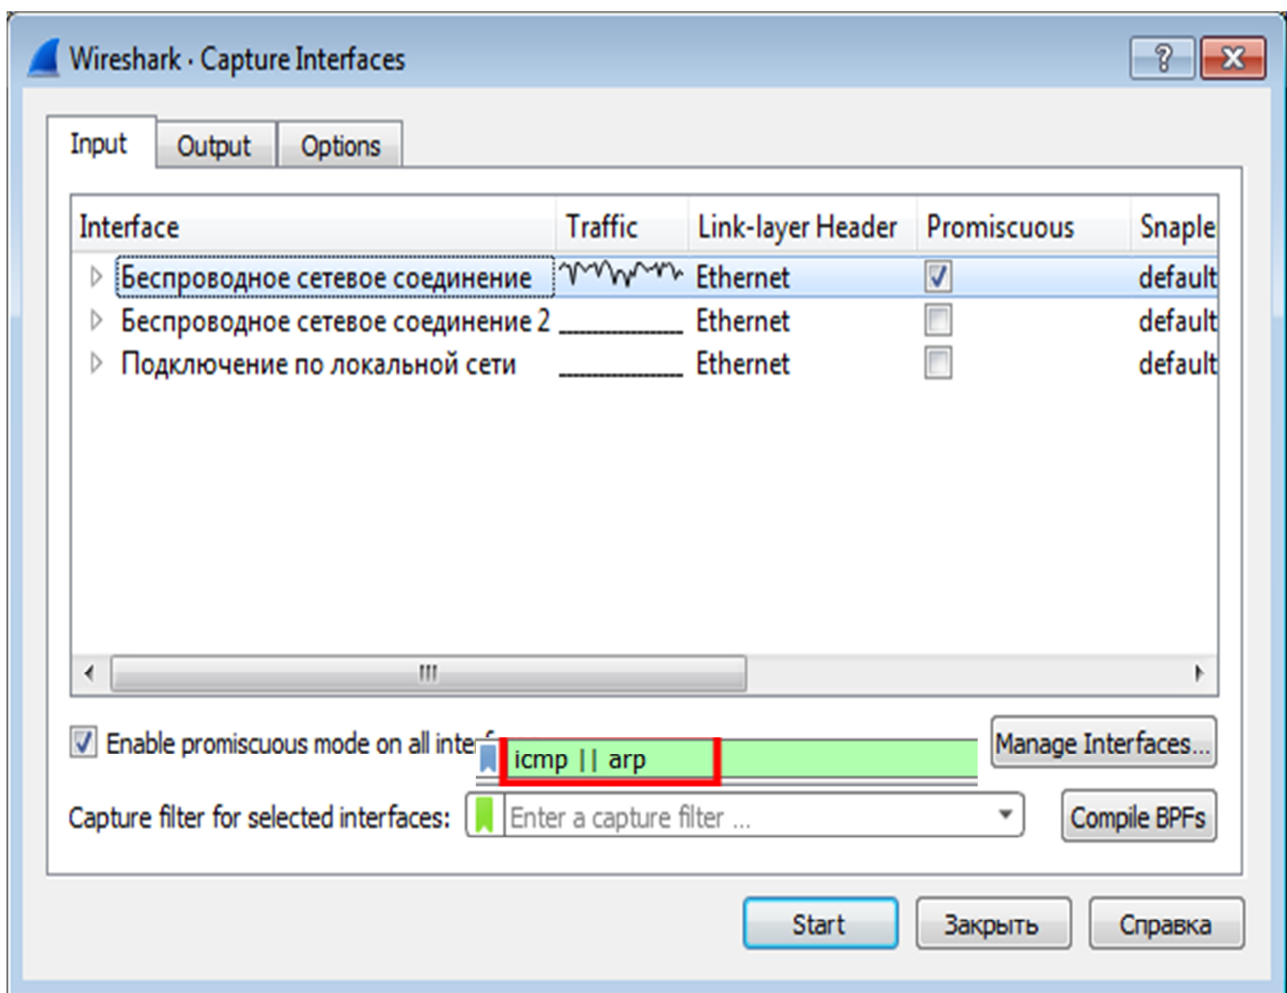 Wireshark · Capture Interfaces
Input Output Options
Interface Traffic Link-layer Header Promiscuous Snaple
Беспроводное сетевое соединение Ethernet default
Беспроводное сетевое соединение 2 Ethernet default
Подключение по локальной сети Ethernet default
Enable promiscuous mode on all Manage Interfaces...
icmp || arp
Capture filter for selected interfaces: Enter a capture filter ... Compile BPFs
Start Закрыть Справка